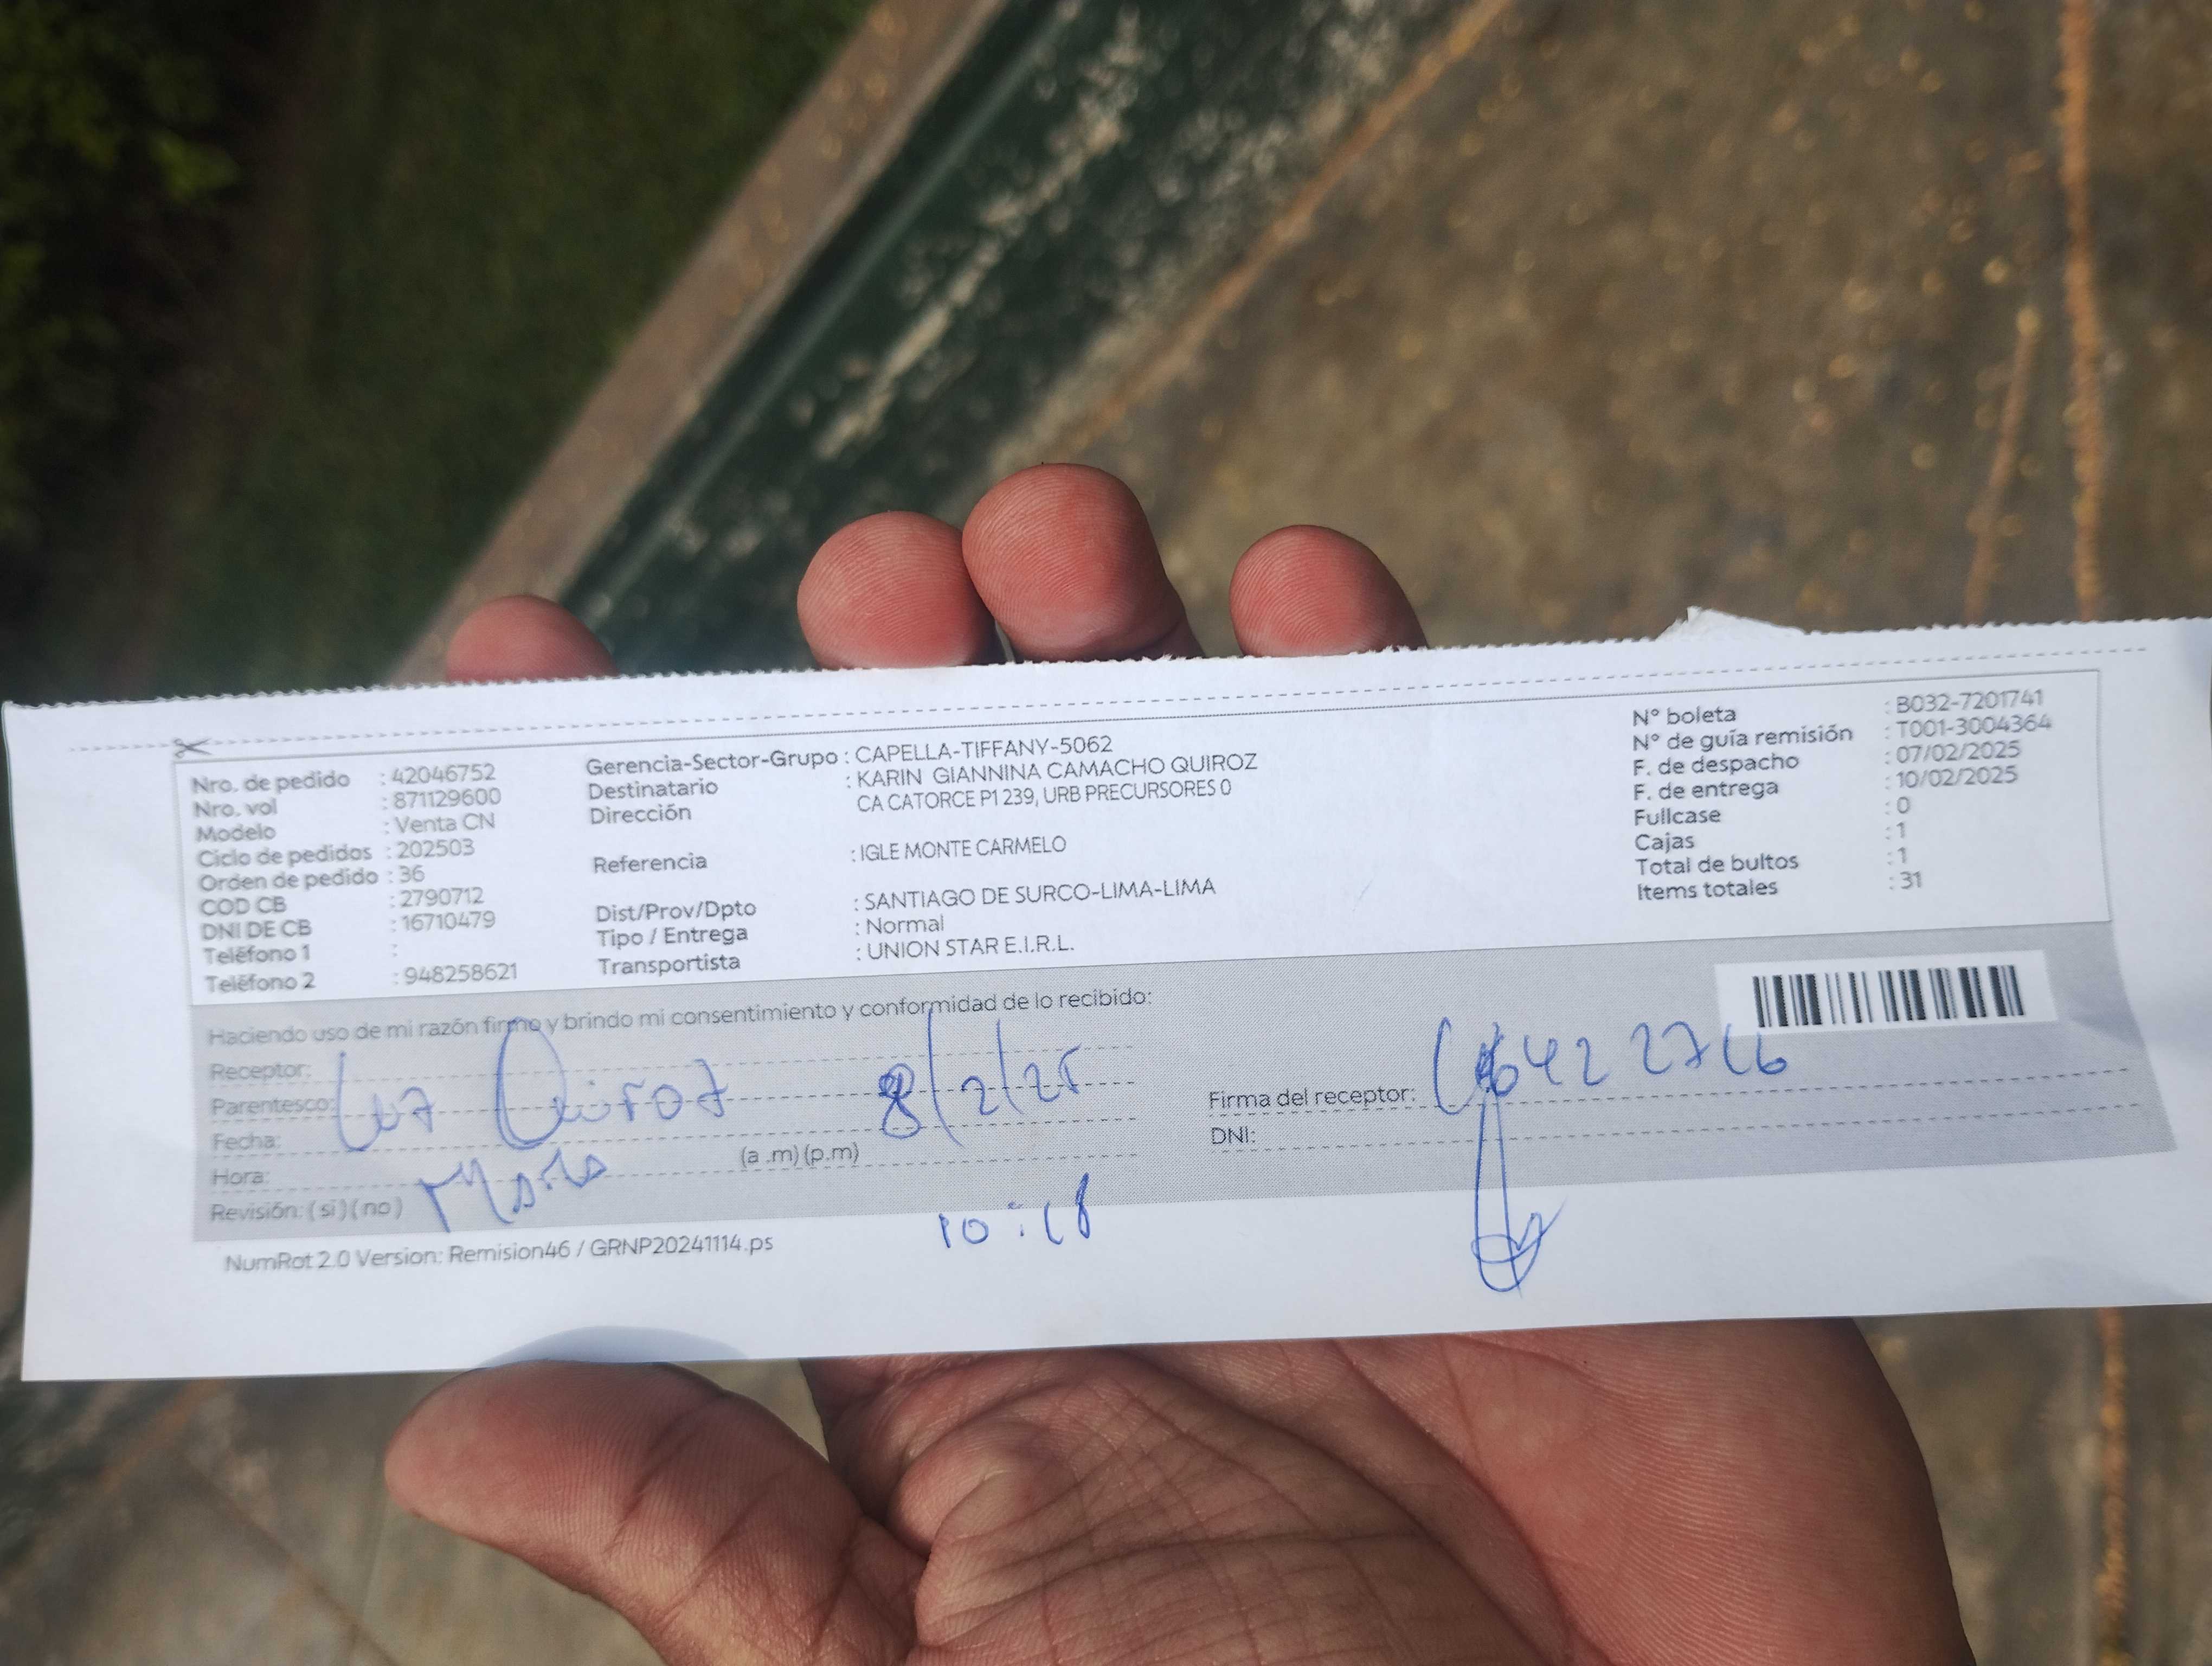 Nro. de pedido : 42046752
Nro. vol : 871129600
Modelo : Venta CN
Ciclo de pedidos : 202503
Orden de pedido : 36
COD CB : 2790712
DNI DE CB : 16710479
Teléfono 1 :
Teléfono 2 : 948258621
Gerencia-Sector-Grupo : CAPELLA-TIFFANY-5062
Destinatario : KARIN GIANNINA CAMACHO QUIROZ
Dirección CA CATORCE P1 239, URB PRECURSORES 0
Referencia : IGLE MONTE CARMELO
Dist/Prov/Dpto : SANTIAGO DE SURCO-LIMA-LIMA
Tipo / Entrega : Normal
Transportista : UNION STAR E.I.R.L.
N° boleta : B032-7201741
N° de guía remisión : T001-3004364
F. de despacho : 07/02/2025
F. de entrega : 10/02/2025
Fullcase : 0
Cajas : 1
Total de bultos : 1
Items totales : 31
Haciendo uso de mi razón firmo y brindo mi consentimiento y conformidad de lo recibido:
Receptor:
Parentesco:
Luz Quiroz 8/2/25
Fecha:
Hora: (a .m) (p.m)
Revisión: ( si ) ( no )
10:18
Firma del receptor:
DNI:
NumRot 2.0 Version: Remision46 / GRNP20241114.ps